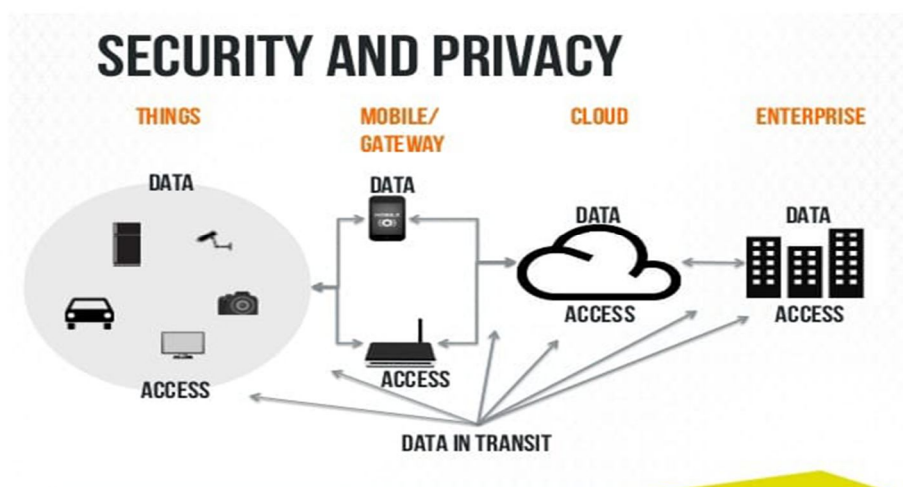 SECURITY AND PRIVACY
THINGS
MOBILE/
GATEWAY
CLOUD
ENTERPRISE
DATA
DATA
DATA
DATA
MOBILE
ACCESS
ACCESS
ACCESS
ACCESS
DATA IN TRANSIT